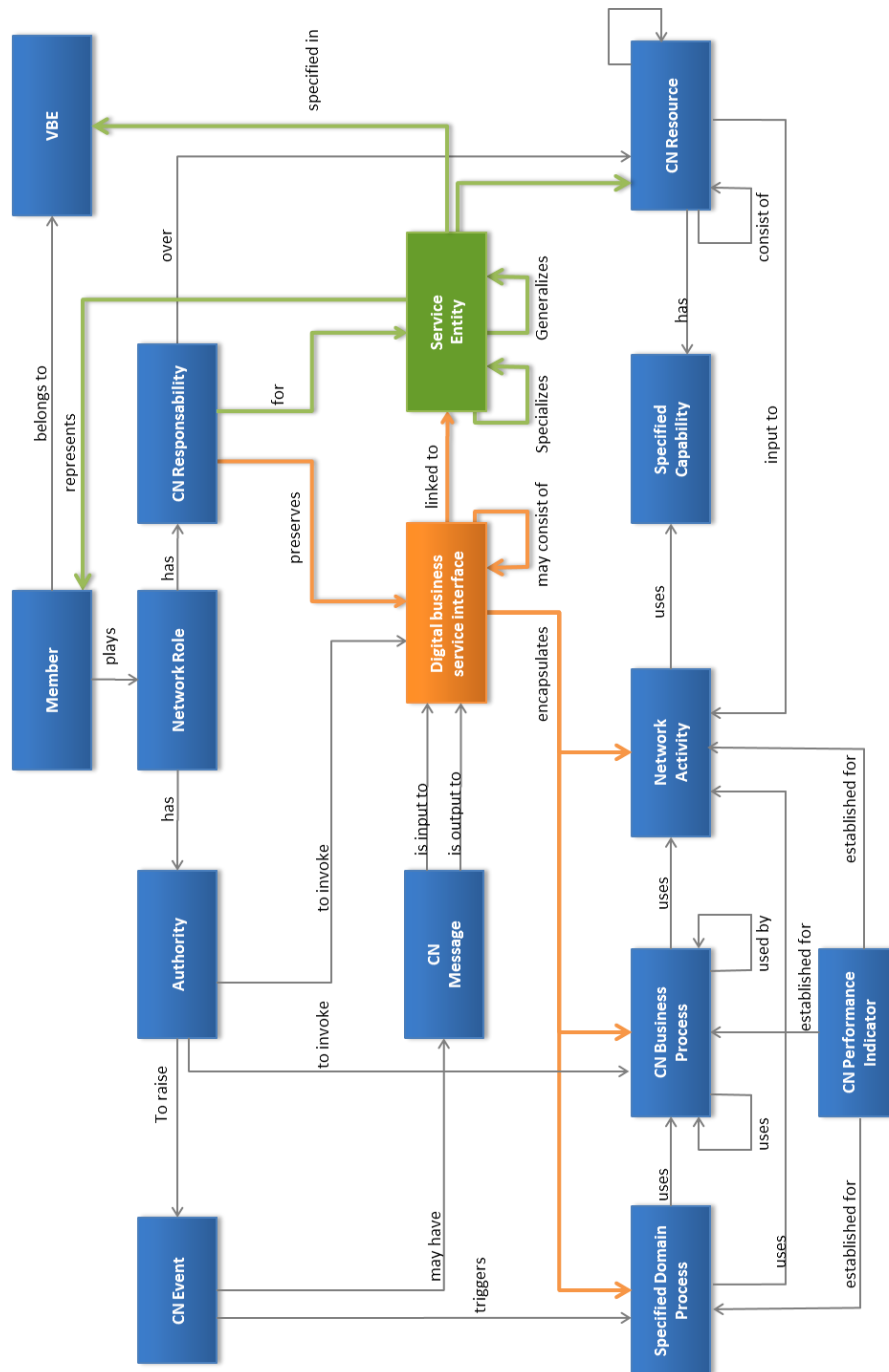 CN Event
To raise
Authority
has
Network Role
plays
Member
belongs to
VBE
represents
has
CN Responsability
over
specified in
may have
triggers
to invoke
to invoke
CN
Message
is input to
is output to
preserves
for
Digital business
service interface
linked to
Service
Entity
may consist of
Specializes
Generalizes
encapsulates
Specified Domain
Process
uses
CN Business
Process
uses
used by
uses
Network
Activity
uses
Specified
Capability
has
CN Resource
consist of
input to
uses
established for
CN Performance
Indicator
established for
established for